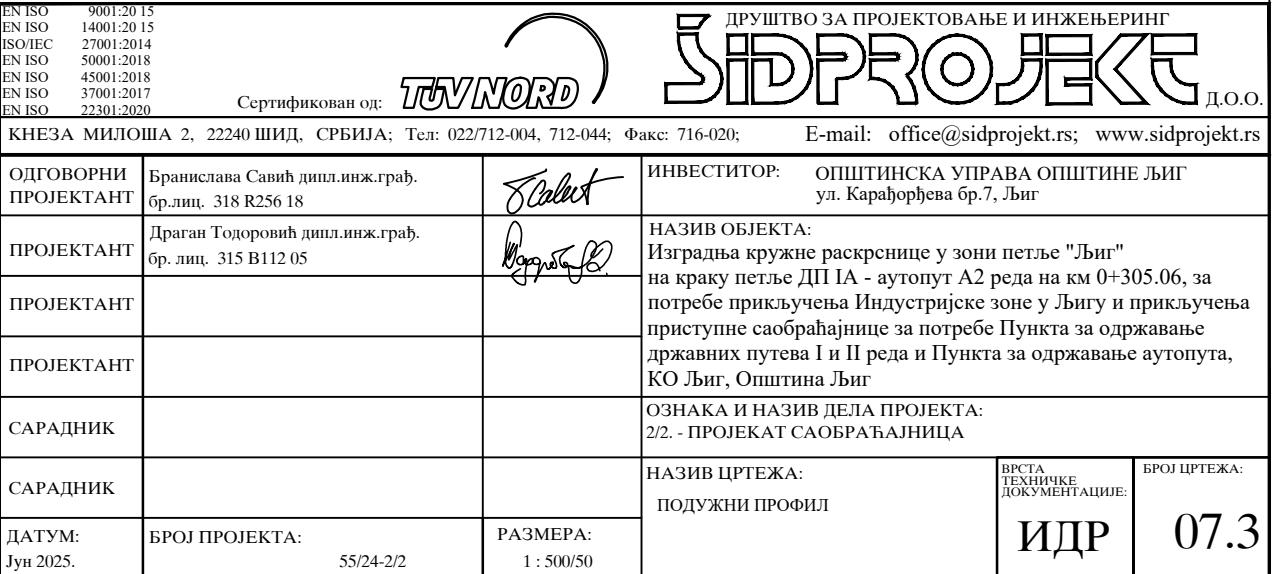 EN ISO 9001:20 15
EN ISO 14001:20 15
ISO/IEC 27001:2014
EN ISO 50001:2018
EN ISO 45001:2018
EN ISO 37001:2017
EN ISO 22301:2020
Сертификован од:
TÜV NORD
ДРУШТВО ЗА ПРОЈЕКТОВАЊЕ И ИНЖЕЊЕРИНГ
ŠIDPROJEKT
Д.О.О.
КНЕЗА МИЛОША 2, 22240 ШИД, СРБИЈА; Тел: 022/712-004, 712-044; Факс: 716-020; E-mail: office@sidprojekt.rs; www.sidprojekt.rs
ОДГОВОРНИ
ПРОЈЕКТАНТ
Бранислава Савић дипл.инж.грађ.
бр.лиц. 318 R256 18
ПРОЈЕКТАНТ
Драган Тодоровић дипл.инж.грађ.
бр. лиц. 315 B112 05
ПРОЈЕКТАНТ
ПРОЈЕКТАНТ
САРАДНИК
САРАДНИК
ДАТУМ:
Јун 2025.
БРОЈ ПРОЈЕКТА:
55/24-2/2
РАЗМЕРА:
1 : 500/50
ИНВЕСТИТОР:
ОПШТИНСКА УПРАВА ОПШТИНЕ ЉИГ
ул. Карађорђева бр.7, Љиг
НАЗИВ ОБЈЕКТА:
Изградња кружне раскрснице у зони петље "Љиг"
на краку петље ДП IА - аутопут А2 реда на км 0+305.06, за
потребе прикључења Индустријске зоне у Љигу и прикључења
приступне саобраћајнице за потребе Пункта за одржавање
државних путева I и II реда и Пункта за одржавање аутопута,
КО Љиг, Општина Љиг
ОЗНАКА И НАЗИВ ДЕЛА ПРОЈЕКТА:
2/2. - ПРОЈЕКАТ САОБРАЋАЈНИЦА
НАЗИВ ЦРТЕЖА:
ПОДУЖНИ ПРОФИЛ
ВРСТА
ТЕХНИЧКЕ
ДОКУМЕНТАЦИЈЕ:
ИДР
БРОЈ ЦРТЕЖА:
07.3